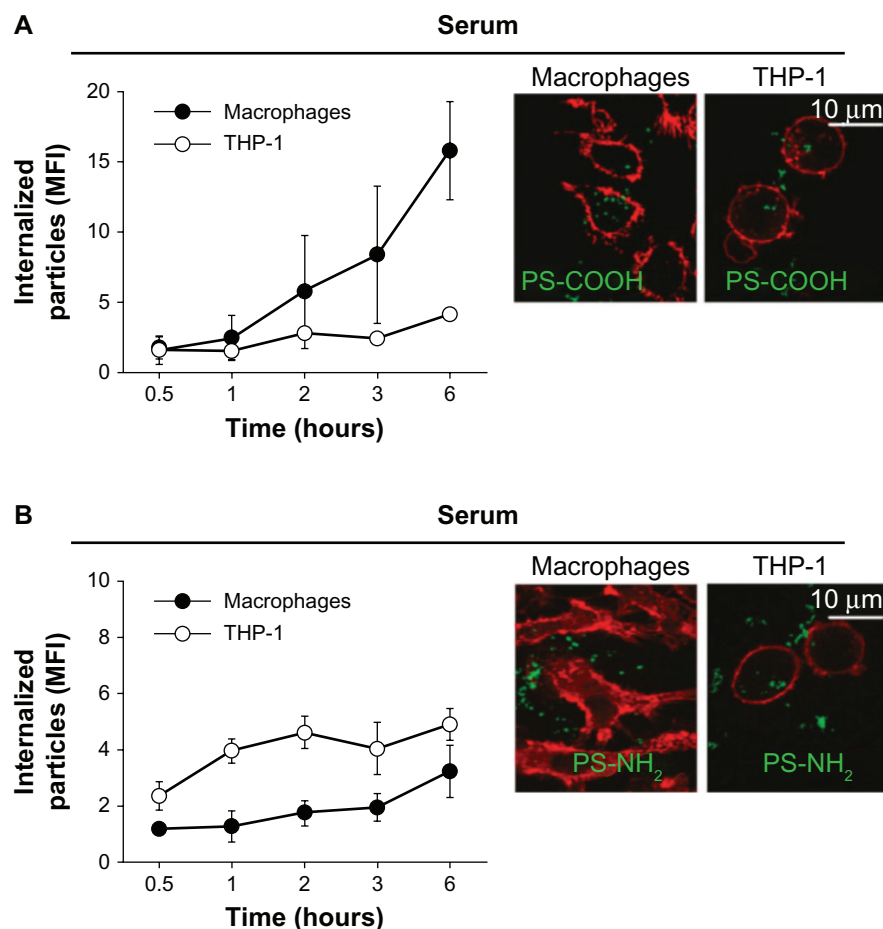 A
Serum
Macrophages
THP-1
Internalized
particles (MFI)
20
15
10
5
0
0.5 1 2 3 6
Time (hours)
Macrophages THP-1
10 μm
PS-COOH PS-COOH
B
Serum
Macrophages
THP-1
Internalized
particles (MFI)
10
8
6
4
2
0
0.5 1 2 3 6
Time (hours)
Macrophages THP-1
10 μm
PS-NH₂ PS-NH₂